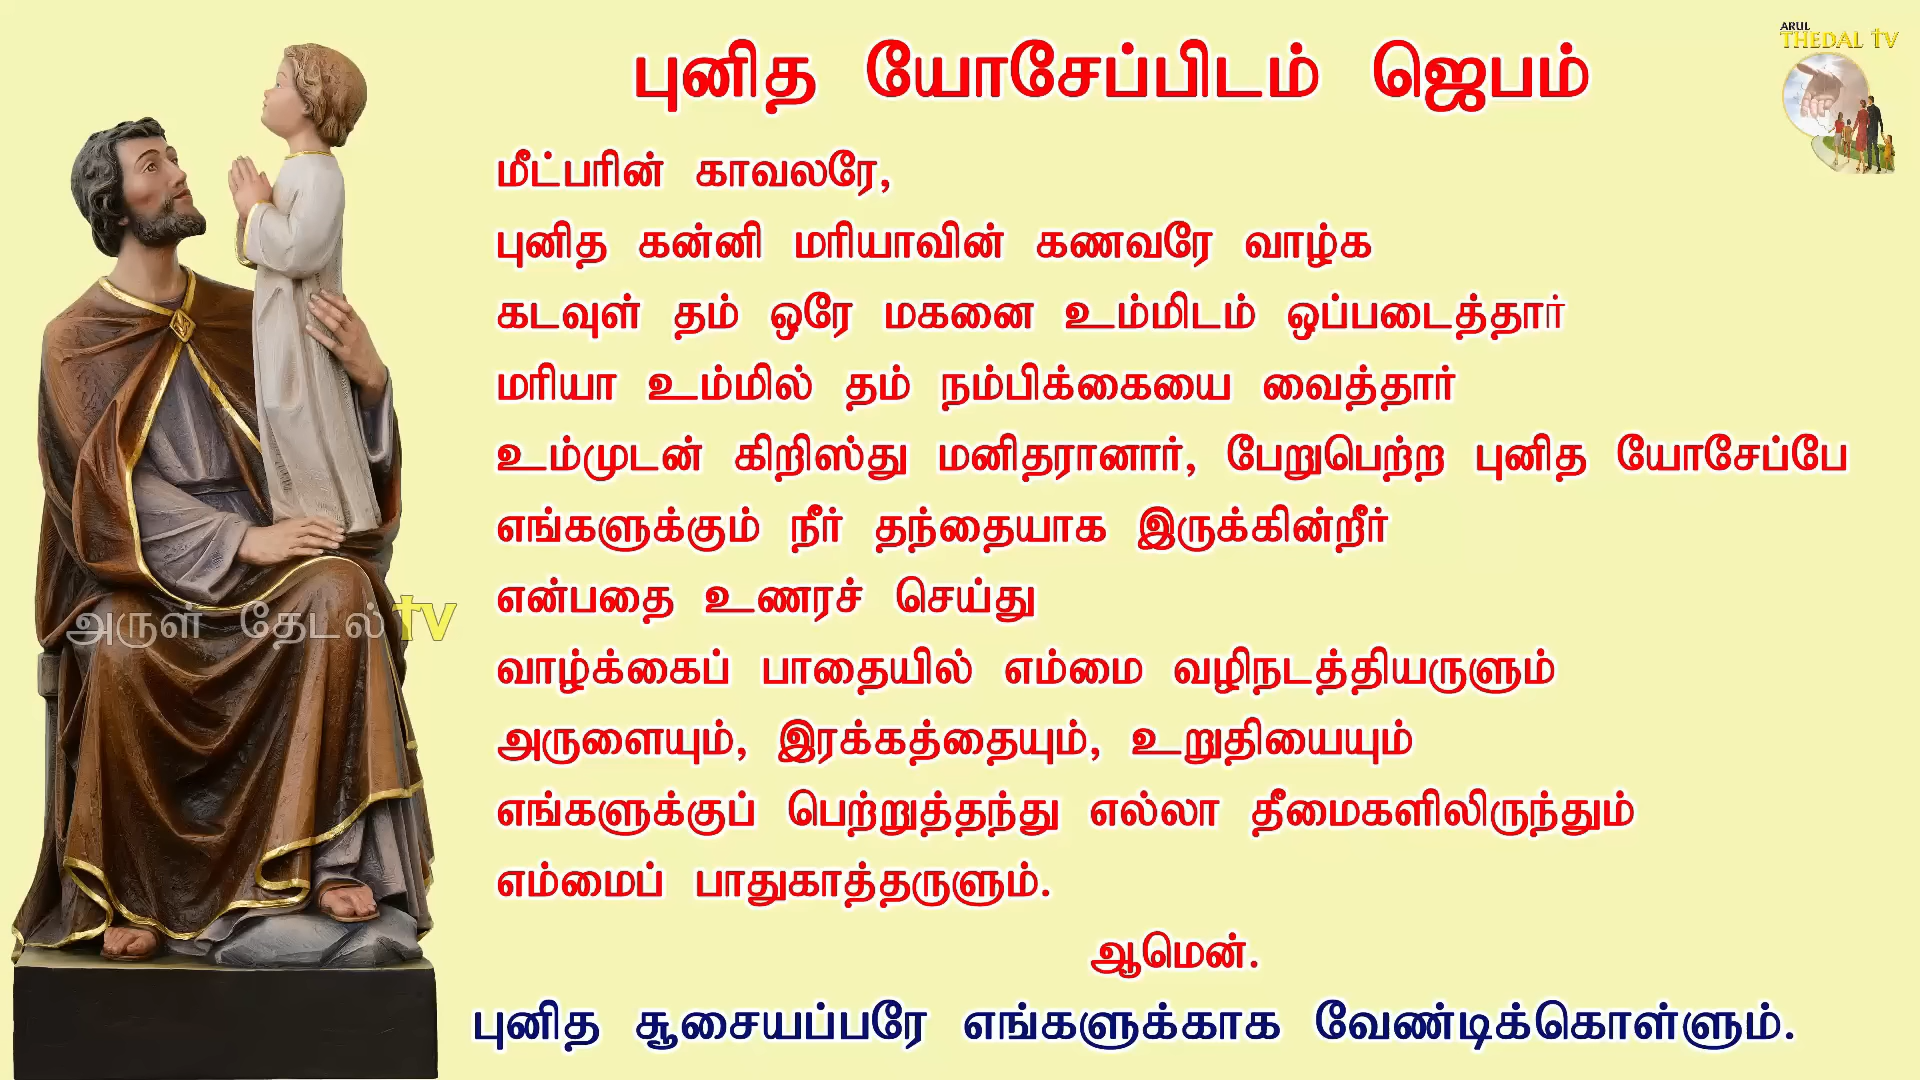 ARUL
THEDAL TV
புனித யோசேப்பிடம் ஜெபம்
மீட்பரின் காவலரே,
புனித கன்னி மரியாவின் கணவரே வாழ்க
கடவுள் தம் ஒரே மகனை உம்மிடம் ஒப்படைத்தார்
மரியா உம்மில் தம் நம்பிக்கையை வைத்தார்
உம்முடன் கிறிஸ்து மனிதரானார், பேறுபெற்ற புனித யோசேப்பே
எங்களுக்கும் நீர் தந்தையாக இருக்கின்றீர்
என்பதை உணரச் செய்து
வாழ்க்கைப் பாதையில் எம்மை வழிநடத்தியருளும்
அருளையும், இரக்கத்தையும், உறுதியையும்
எங்களுக்குப் பெற்றுத்தந்து எல்லா தீமைகளிலிருந்தும்
எம்மைப் பாதுகாத்தருளும்.
ஆமென்.
புனித சூசையப்பரே எங்களுக்காக வேண்டிக்கொள்ளும்.
அருள் தேடல் TV